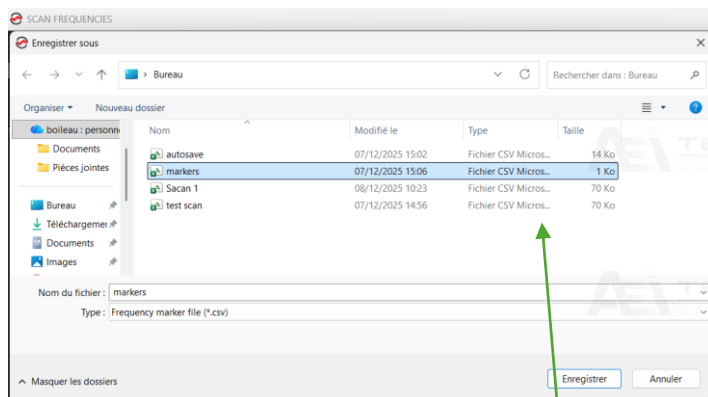 SCAN FREQUENCIES
Enregistrer sous
Bureau
Rechercher dans : Bureau
Organiser
Nouveau dossier
boileau : personn
Nom
Modifié le
Type
Taille
Documents
autosave
07/12/2025 15:02
Fichier CSV Micros...
14 Ko
Pièces jointes
markers
07/12/2025 15:06
Fichier CSV Micros...
1 Ko
Sacan 1
08/12/2025 10:23
Fichier CSV Micros...
70 Ko
Bureau
test scan
07/12/2025 14:56
Fichier CSV Micros...
70 Ko
Téléchargemer
Documents
Images
Nom du fichier : markers
Type : Frequency marker file (*.csv)
Masquer les dossiers
Enregistrer
Annuler